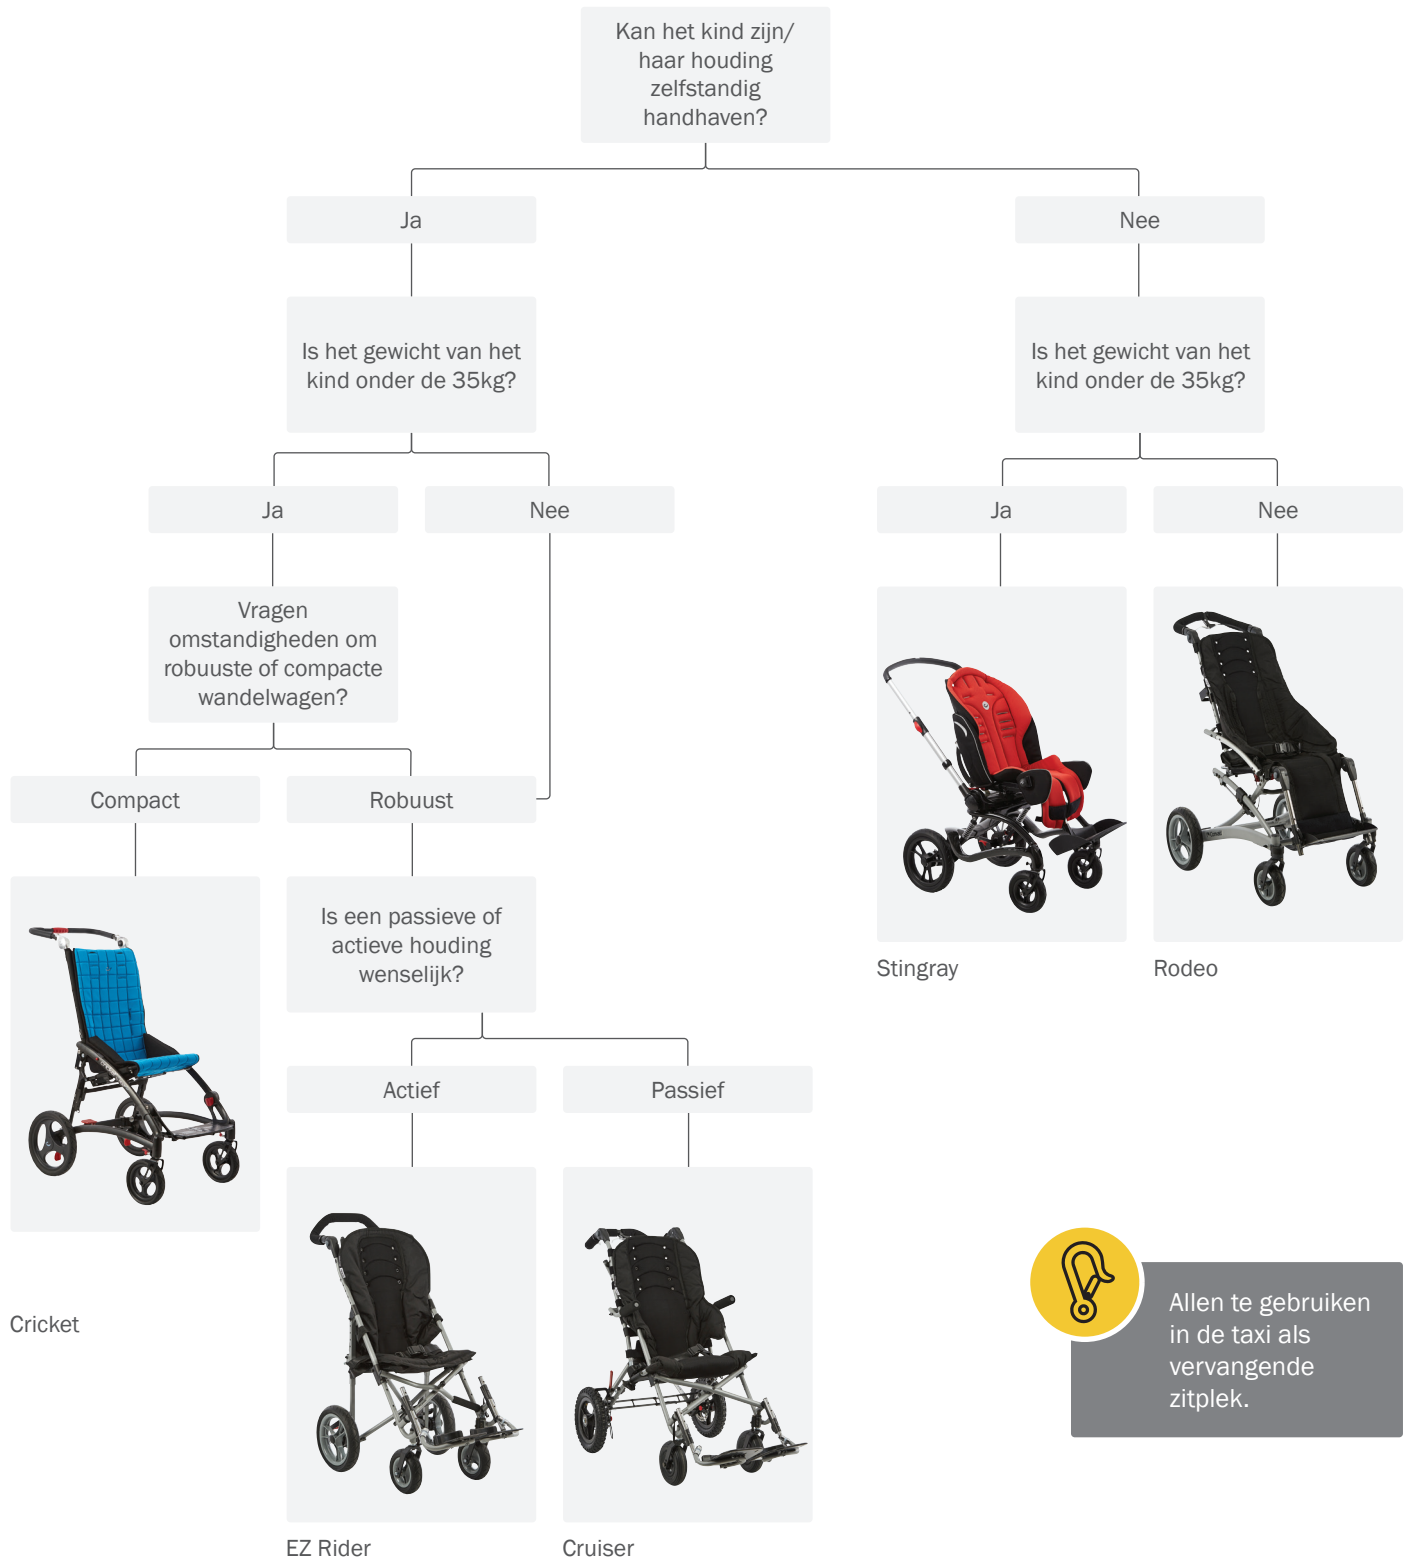 Kan het kind zijn/
haar houding
zelfstandig
handhaven?
Ja
Nee
Is het gewicht van het
kind onder de 35kg?
Is het gewicht van het
kind onder de 35kg?
Ja
Nee
Ja
Nee
Vragen
omstandigheden om
robuuste of compacte
wandelwagen?
Compact
Robuust
Is een passieve of
actieve houding
wenselijk?
Stingray
Rodeo
Actief
Passief
Allen te gebruiken
in de taxi als
vervangende
zitplek.
Cricket
EZ Rider
Cruiser